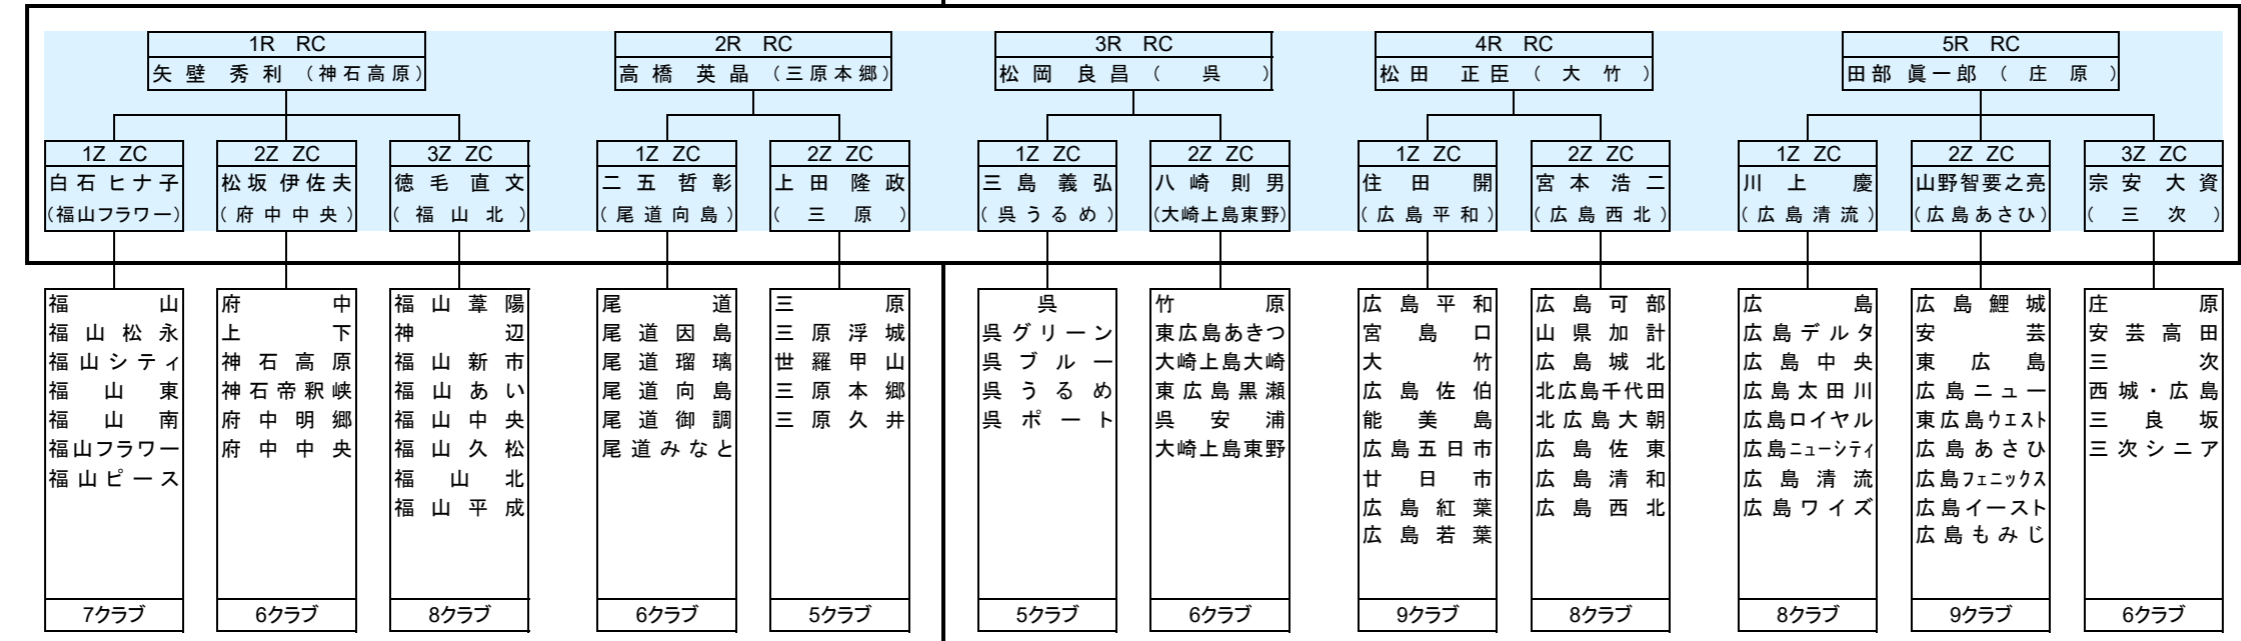 1R RC
矢壁 秀利（神石高原）
2R RC
高橋 英晶（三原本郷）
3R RC
松岡良昌（呉）
4R RC
松田 正臣（大竹）
5R RC
田部眞一郎（庄原）
1Z ZC
白石ヒナ子
(福山フラワー)
2Z ZC
松坂伊佐夫
(府中中央)
3Z ZC
徳毛直文
(福山北)
1Z ZC
二五哲彰
(尾道向島)
2Z ZC
上田隆政
(三原)
1Z ZC
三島義弘
(呉うるめ)
2Z ZC
八崎則男
(大崎上島東野)
1Z ZC
住田開
(広島平和)
2Z ZC
宮本浩二
(広島西北)
1Z ZC
川上慶
(広島清流)
2Z ZC
山野智要之亮
(広島あさひ)
3Z ZC
宗安大資
(三次)
福山
福山松永
福山シティ
福山東
福山南
福山フラワー
福山ピース
7クラブ
府中
上下
神石高原
神石帝釈峡
府中明郷
府中中央
6クラブ
福山葦陽
神辺
福山新市
福山あい
福山中央
福山久松
福山北
福山平成
8クラブ
尾道
尾道因島
尾道瑠璃
尾道向島
尾道御調
尾道みなと
6クラブ
三原
三原浮城
世羅甲山
三原本郷
三原久井
5クラブ
呉
呉グリーン
呉ブルー
呉うるめ
呉ポート
5クラブ
竹原
東広島あきつ
大崎上島大崎
東広島黒瀬
呉安浦
大崎上島東野
6クラブ
広島平和
宮島口
大竹
広島佐伯
能美島
広島五日市
廿日市
広島紅葉
広島若葉
9クラブ
広島可部
山県加計
広島城北
北広島千代田
北広島大朝
広島佐東
広島清和
広島西北
8クラブ
広島
広島デルタ
広島中央
広島太田川
広島ロイヤル
広島ニューシティ
広島清流
広島ワイズ
8クラブ
広島鯉城
安芸
東広島
広島ニュー
東広島ウエスト
広島あさひ
広島フェニックス
広島イースト
広島もみじ
9クラブ
庄原
安芸高田
三次
西城・広島
三良坂
三次シニア
6クラブ